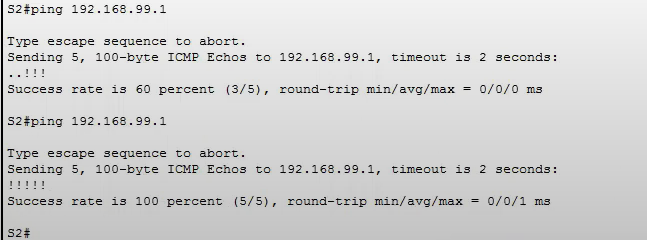 S2#ping 192.168.99.1
Type escape sequence to abort.
Sending 5, 100-byte ICMP Echos to 192.168.99.1, timeout is 2 seconds:
..!!!
Success rate is 60 percent (3/5), round-trip min/avg/max = 0/0/0 ms
S2#ping 192.168.99.1
Type escape sequence to abort.
Sending 5, 100-byte ICMP Echos to 192.168.99.1, timeout is 2 seconds:
!!!!!
Success rate is 100 percent (5/5), round-trip min/avg/max = 0/0/1 ms
S2#